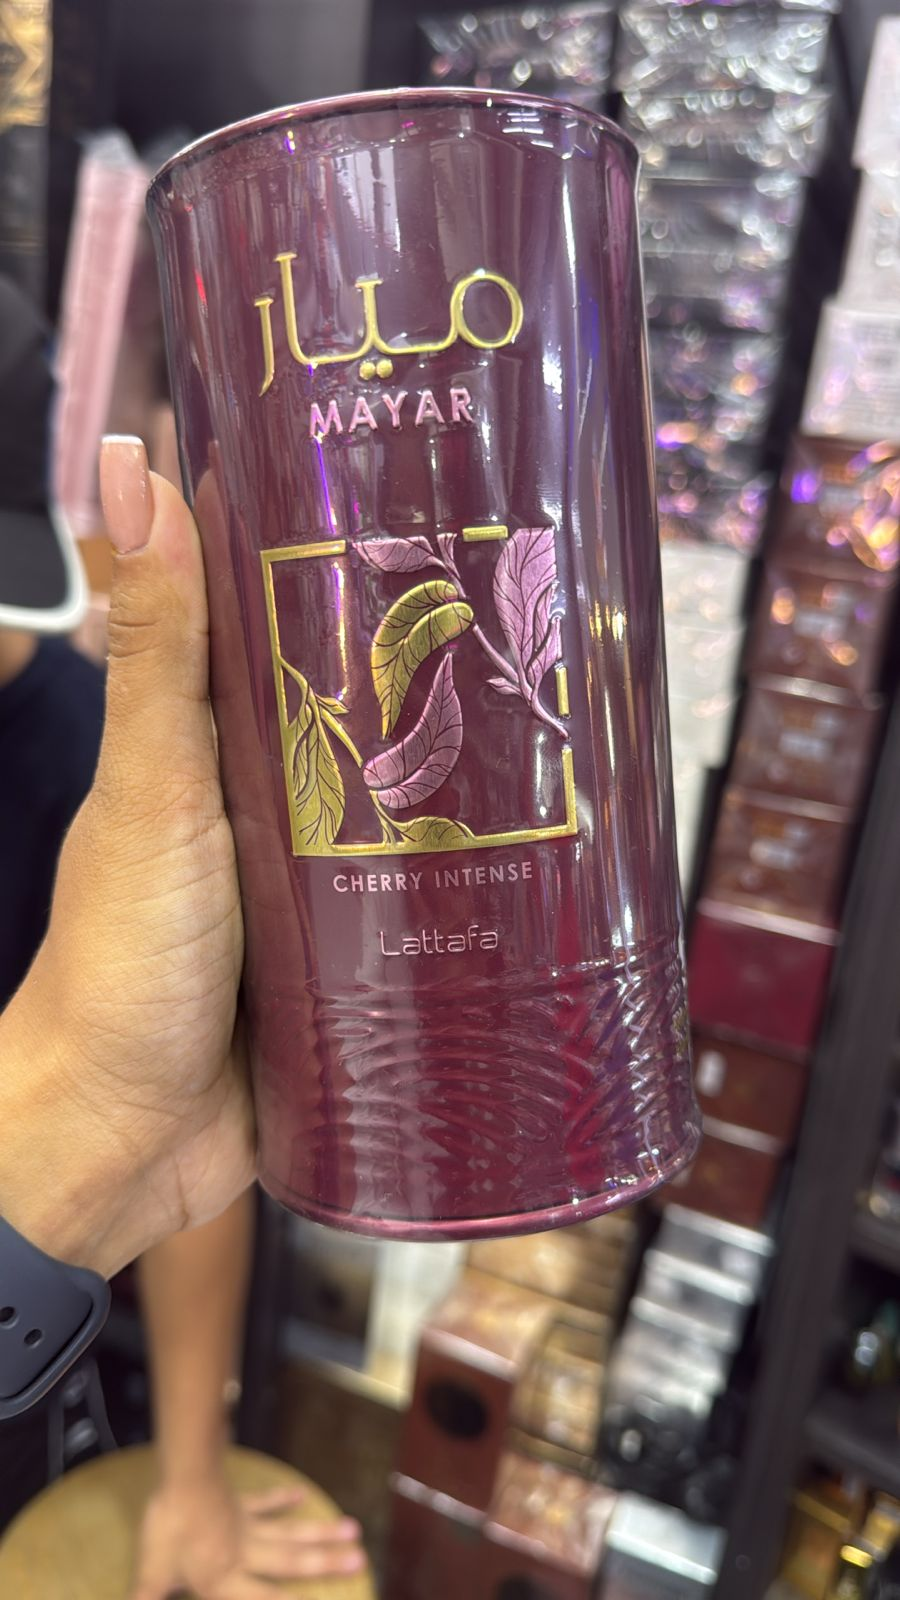 ميار
MAYAR
CHERRY INTENSE
Lattafa